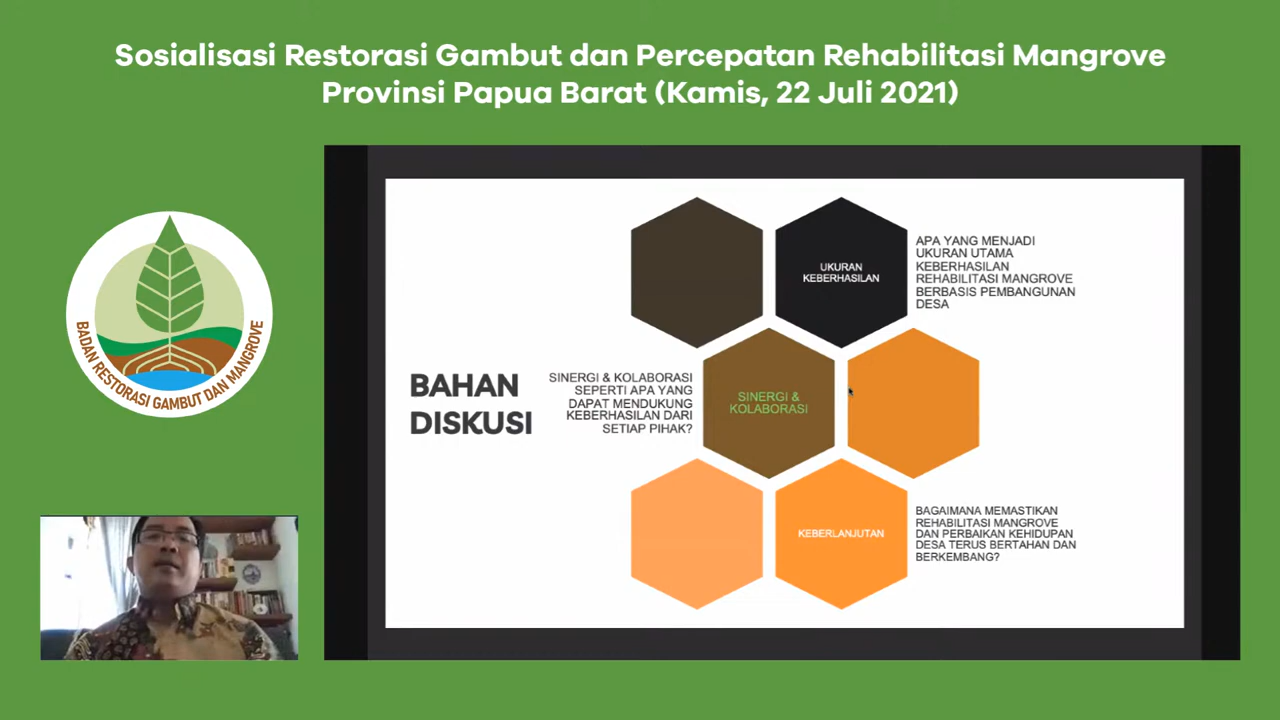 Sosialisasi Restorasi Gambut dan Percepatan Rehabilitasi Mangrove
Provinsi Papua Barat (Kamis, 22 Juli 2021)
BADAN RESTORASI GAMBUT DAN MANGROVE
BAHAN
DISKUSI
UKURAN
KEBERHASILAN
APA YANG MENJADI
UKURAN UTAMA
KEBERHASILAN
REHABILITASI MANGROVE
BERBASIS PEMBANGUNAN
DESA
SINERGI & KOLABORASI
SEPERTI APA YANG
DAPAT MENDUKUNG
KEBERHASILAN DARI
SETIAP PIHAK?
SINERGI &
KOLABORASI
KEBERLANJUTAN
BAGAIMANA MEMASTIKAN
REHABILITASI MANGROVE
DAN PERBAIKAN KEHIDUPAN
DESA TERUS BERTAHAN DAN
BERKEMBANG?